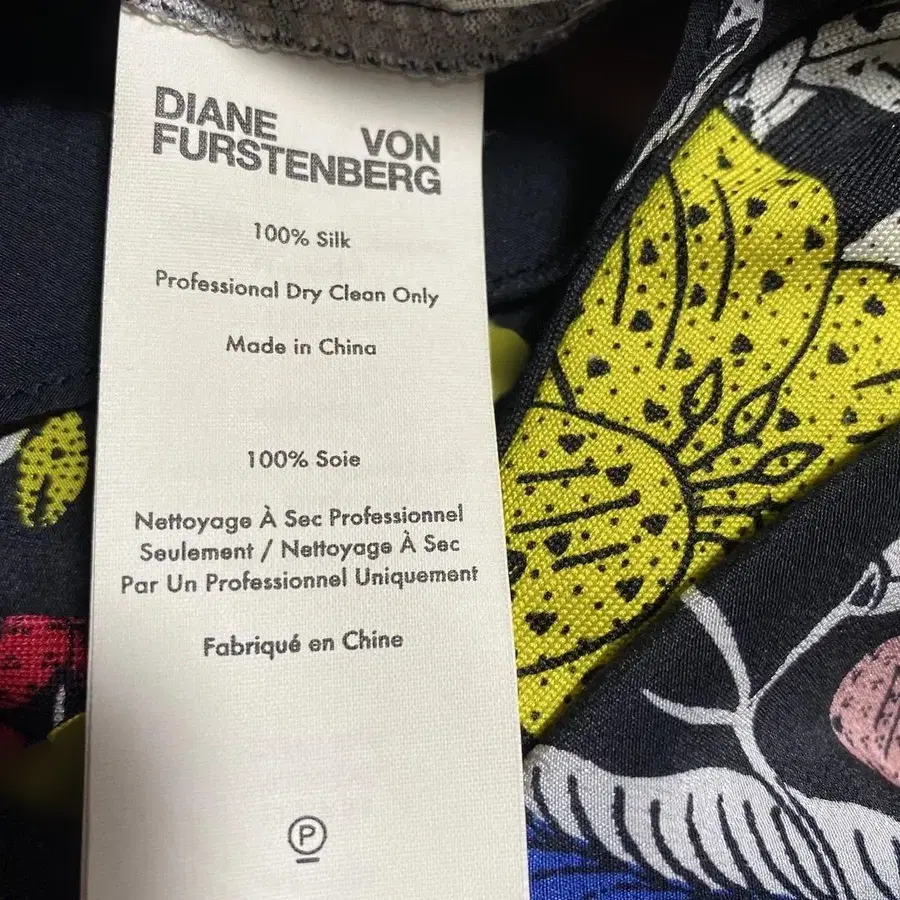 DIANE VON
FURSTENBERG
100% Silk
Professional Dry Clean Only
Made in China
100% Soie
Nettoyage À Sec Professionnel
Seulement / Nettoyage À Sec
Par Un Professionnel Uniquement
Fabriqué en Chine
P